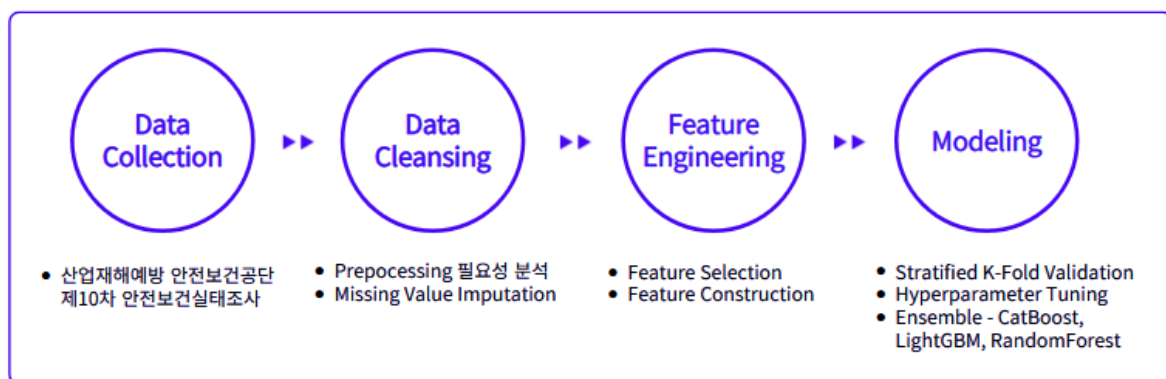 Data
Collection
Data
Cleansing
Feature
Engineering
Modeling
• 산업재해예방 안전보건공단
제10차 안전보건실태조사
• Prepocessing 필요성 분석
• Missing Value Imputation
• Feature Selection
• Feature Construction
• Stratified K-Fold Validation
• Hyperparameter Tuning
• Ensemble - CatBoost,
LightGBM, RandomForest